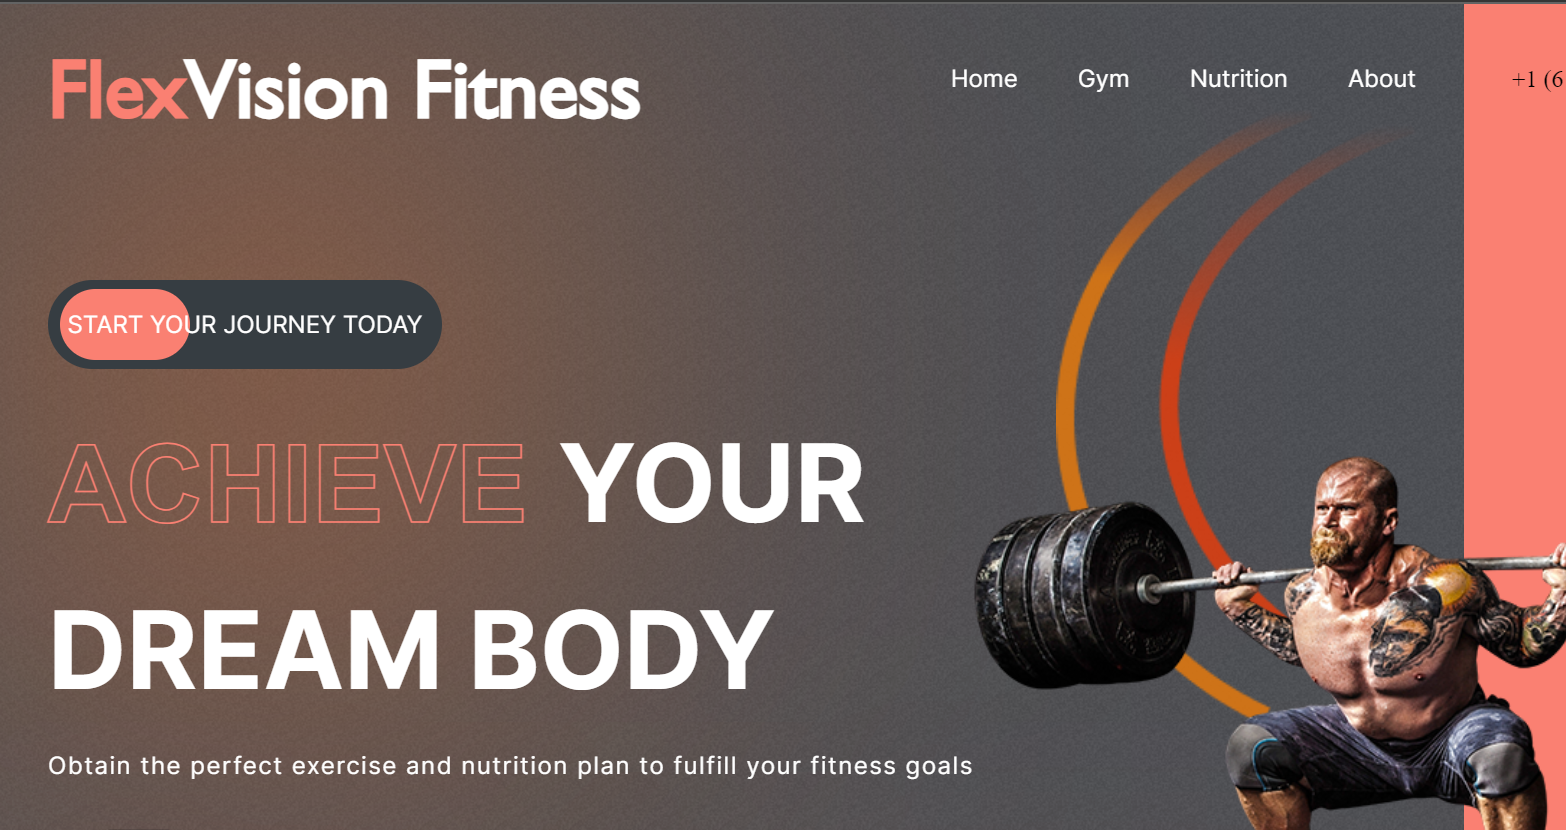 FlexVision Fitness
Home Gym Nutrition About
+1 (6
START YOUR JOURNEY TODAY
ACHIEVE YOUR
DREAM BODY
Obtain the perfect exercise and nutrition plan to fulfill your fitness goals